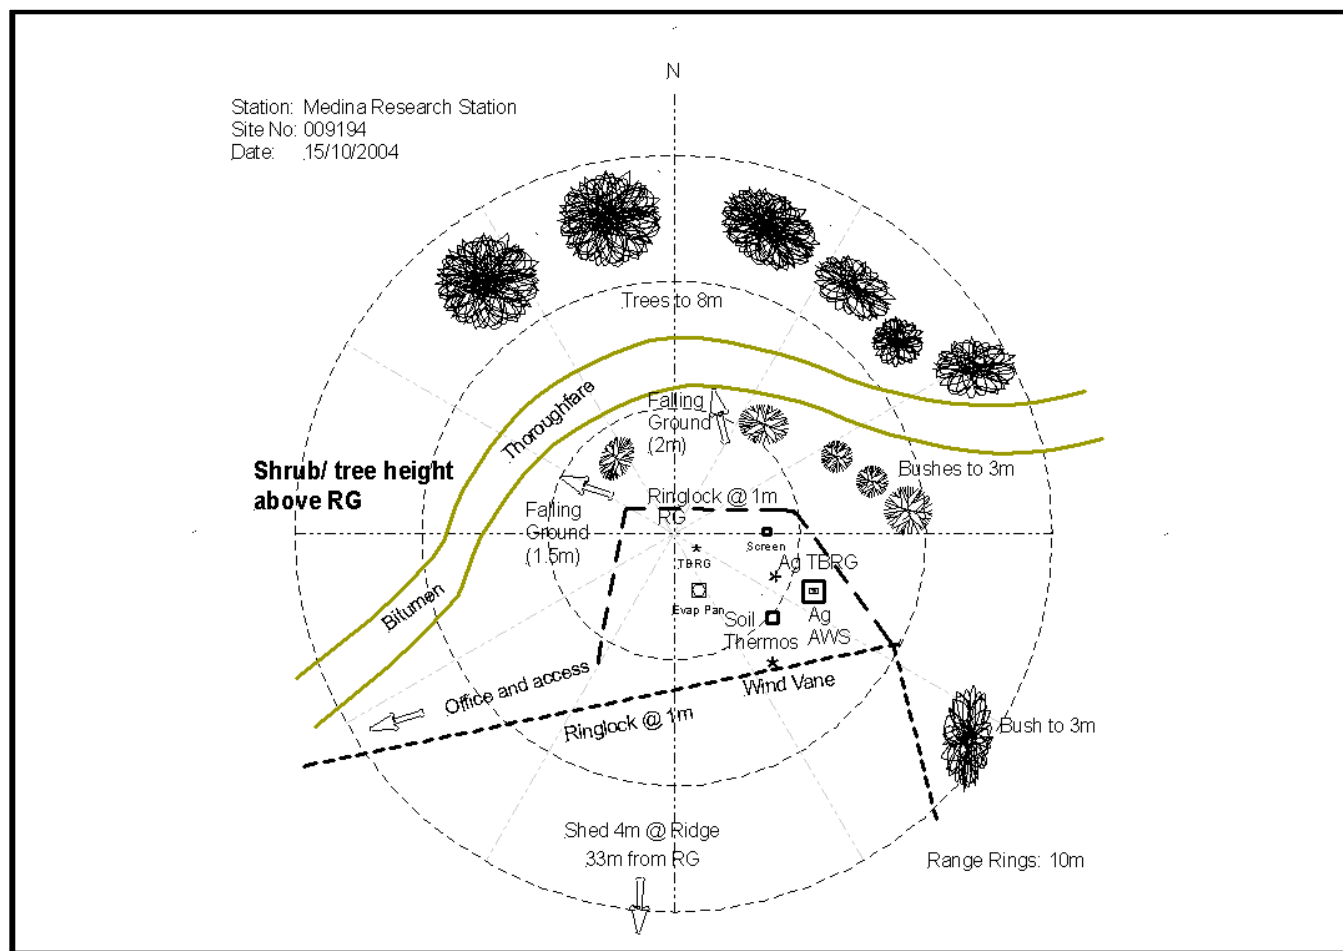 N
Station: Medina Research Station
Site No: 009194
Date: 15/10/2004
Trees to 8m
Thoroughfare
Falling
Ground
(2m)
Shrub/ tree height
above RG
Bushes to 3m
Ringlock @ 1m
RG
Falling
Ground
(1.5m)
Screen
TBRG
Ag TBRG
Bitumen
Evap Pan
Soil
Thermos
Ag
AWS
Office and access
Wind Vane
Ringlock @ 1m
Bush to 3m
Shed 4m @ Ridge
33m from RG
Range Rings: 10m